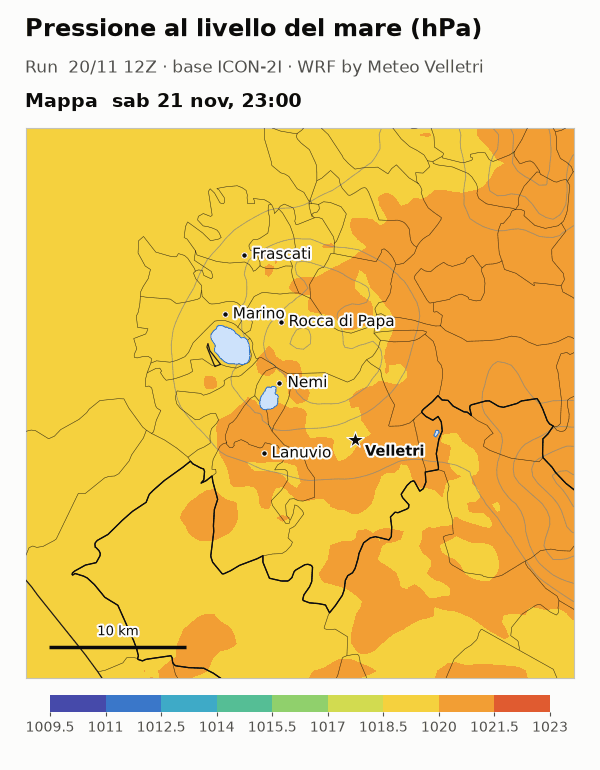 Pressione al livello del mare (hPa)
Run  20/11 12Z · base ICON-2I · WRF by Meteo Velletri
Mappa  sab 21 nov, 23:00
Frascati
Marino
Rocca di Papa
Nemi
Velletri
Lanuvio
10 km
1009.5 1011 1012.5 1014 1015.5 1017 1018.5 1020 1021.5 1023